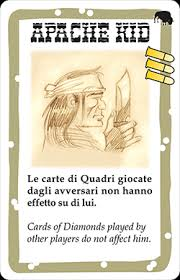 APACHE KID
Le carte di Quadri giocate
dagli avversari non hanno
effetto su di lui.
Cards of Diamonds played by
other players do not affect him.